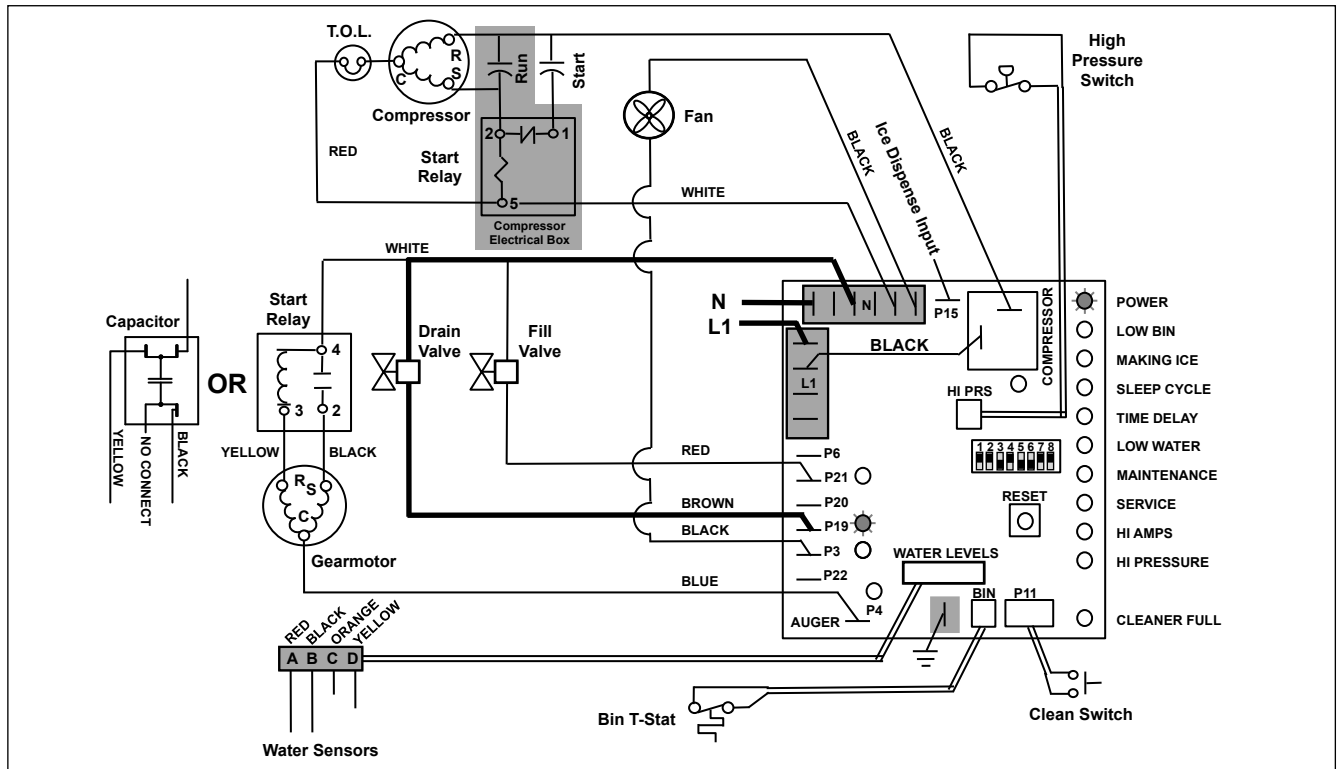 T.O.L.
R
S
C
Compressor
Run
Start
2
1
5
Start
Relay
Compressor
Electrical Box
RED
WHITE
Fan
BLACK
Ice Dispense Input
BLACK
High
Pressure
Switch
WHITE
Capacitor
YELLOW
NO CONNECT
BLACK
OR
Start
Relay
4
3
2
YELLOW
BLACK
R
S
C
Gearmotor
Drain
Valve
Fill
Valve
N
L1
N
P15
L1
BLACK
COMPRESSOR
HI PRS
1 2 3 4 5 6 7 8
RESET
RED
BROWN
BLACK
BLUE
P6
P21
P20
P19
P3
P22
P4
AUGER
WATER LEVELS
BIN
P11
POWER
LOW BIN
MAKING ICE
SLEEP CYCLE
TIME DELAY
LOW WATER
MAINTENANCE
SERVICE
HI AMPS
HI PRESSURE
CLEANER FULL
RED
BLACK
ORANGE
YELLOW
A B C D
Water Sensors
Bin T-Stat
Clean Switch